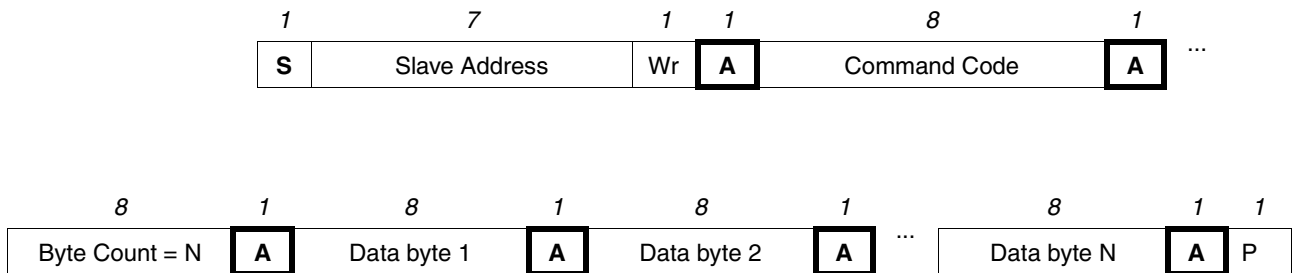 1 7 1 1 8 1
S Slave Address Wr A Command Code A ...
8 1 8 1 8 1 8 1 1
Byte Count = N A Data byte 1 A Data byte 2 A ... Data byte N A P